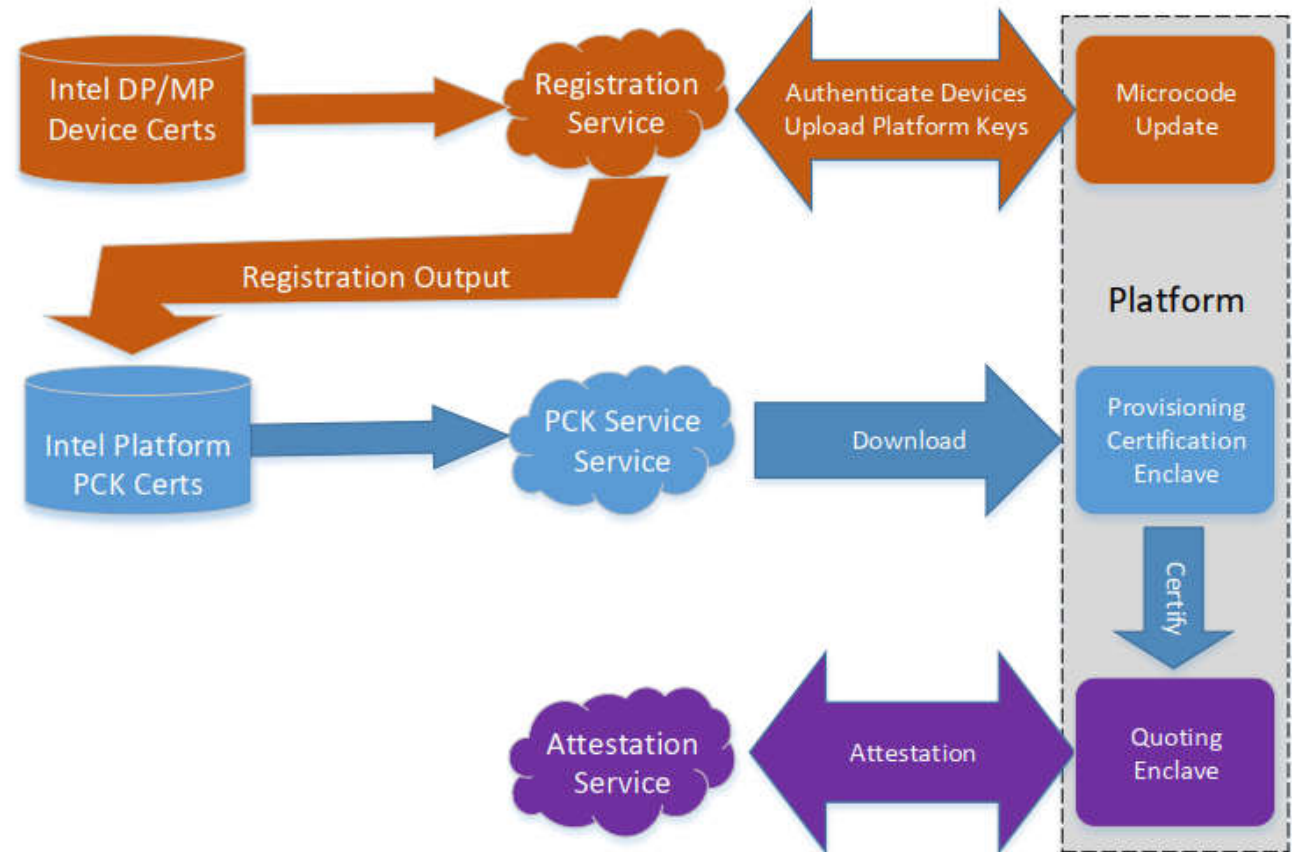 Intel DP/MP
Device Certs
Registration
Service
Authenticate Devices
Upload Platform Keys
Microcode
Update
Registration Output
Platform
Intel Platform
PCK Certs
PCK Service
Service
Download
Provisioning
Certification
Enclave
Certify
Attestation
Service
Attestation
Quoting
Enclave